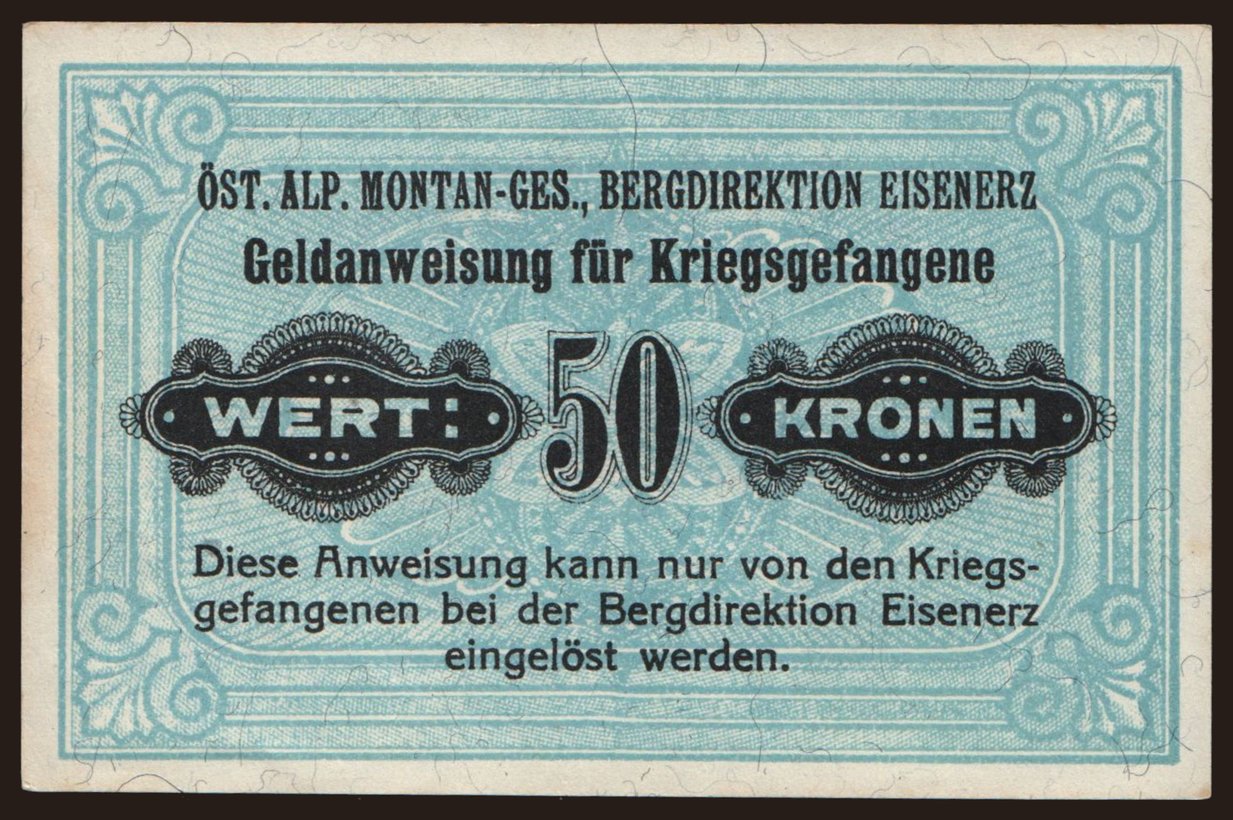 ÖST. ALP. MONTAN-GES., BERGDIREKTION EISENERZ
Geldanweisung für Kriegsgefangene
WERT: 50 KRONEN
Diese Anweisung kann nur von den Kriegs-
gefangenen bei der Bergdirektion Eisenerz
eingelöst werden.